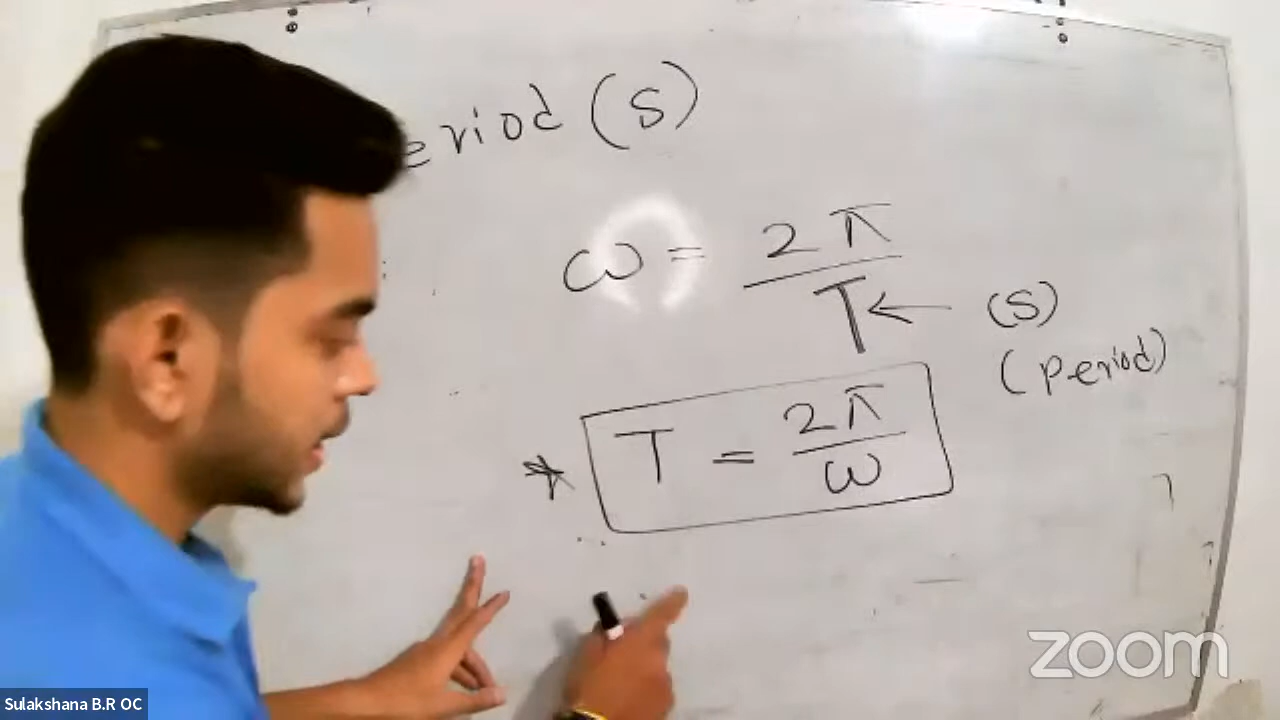 eriod (s)
ω = 2π
T ← (s)
(period)
* T = 2π
ω
zoom
Sulakshana B.R OC